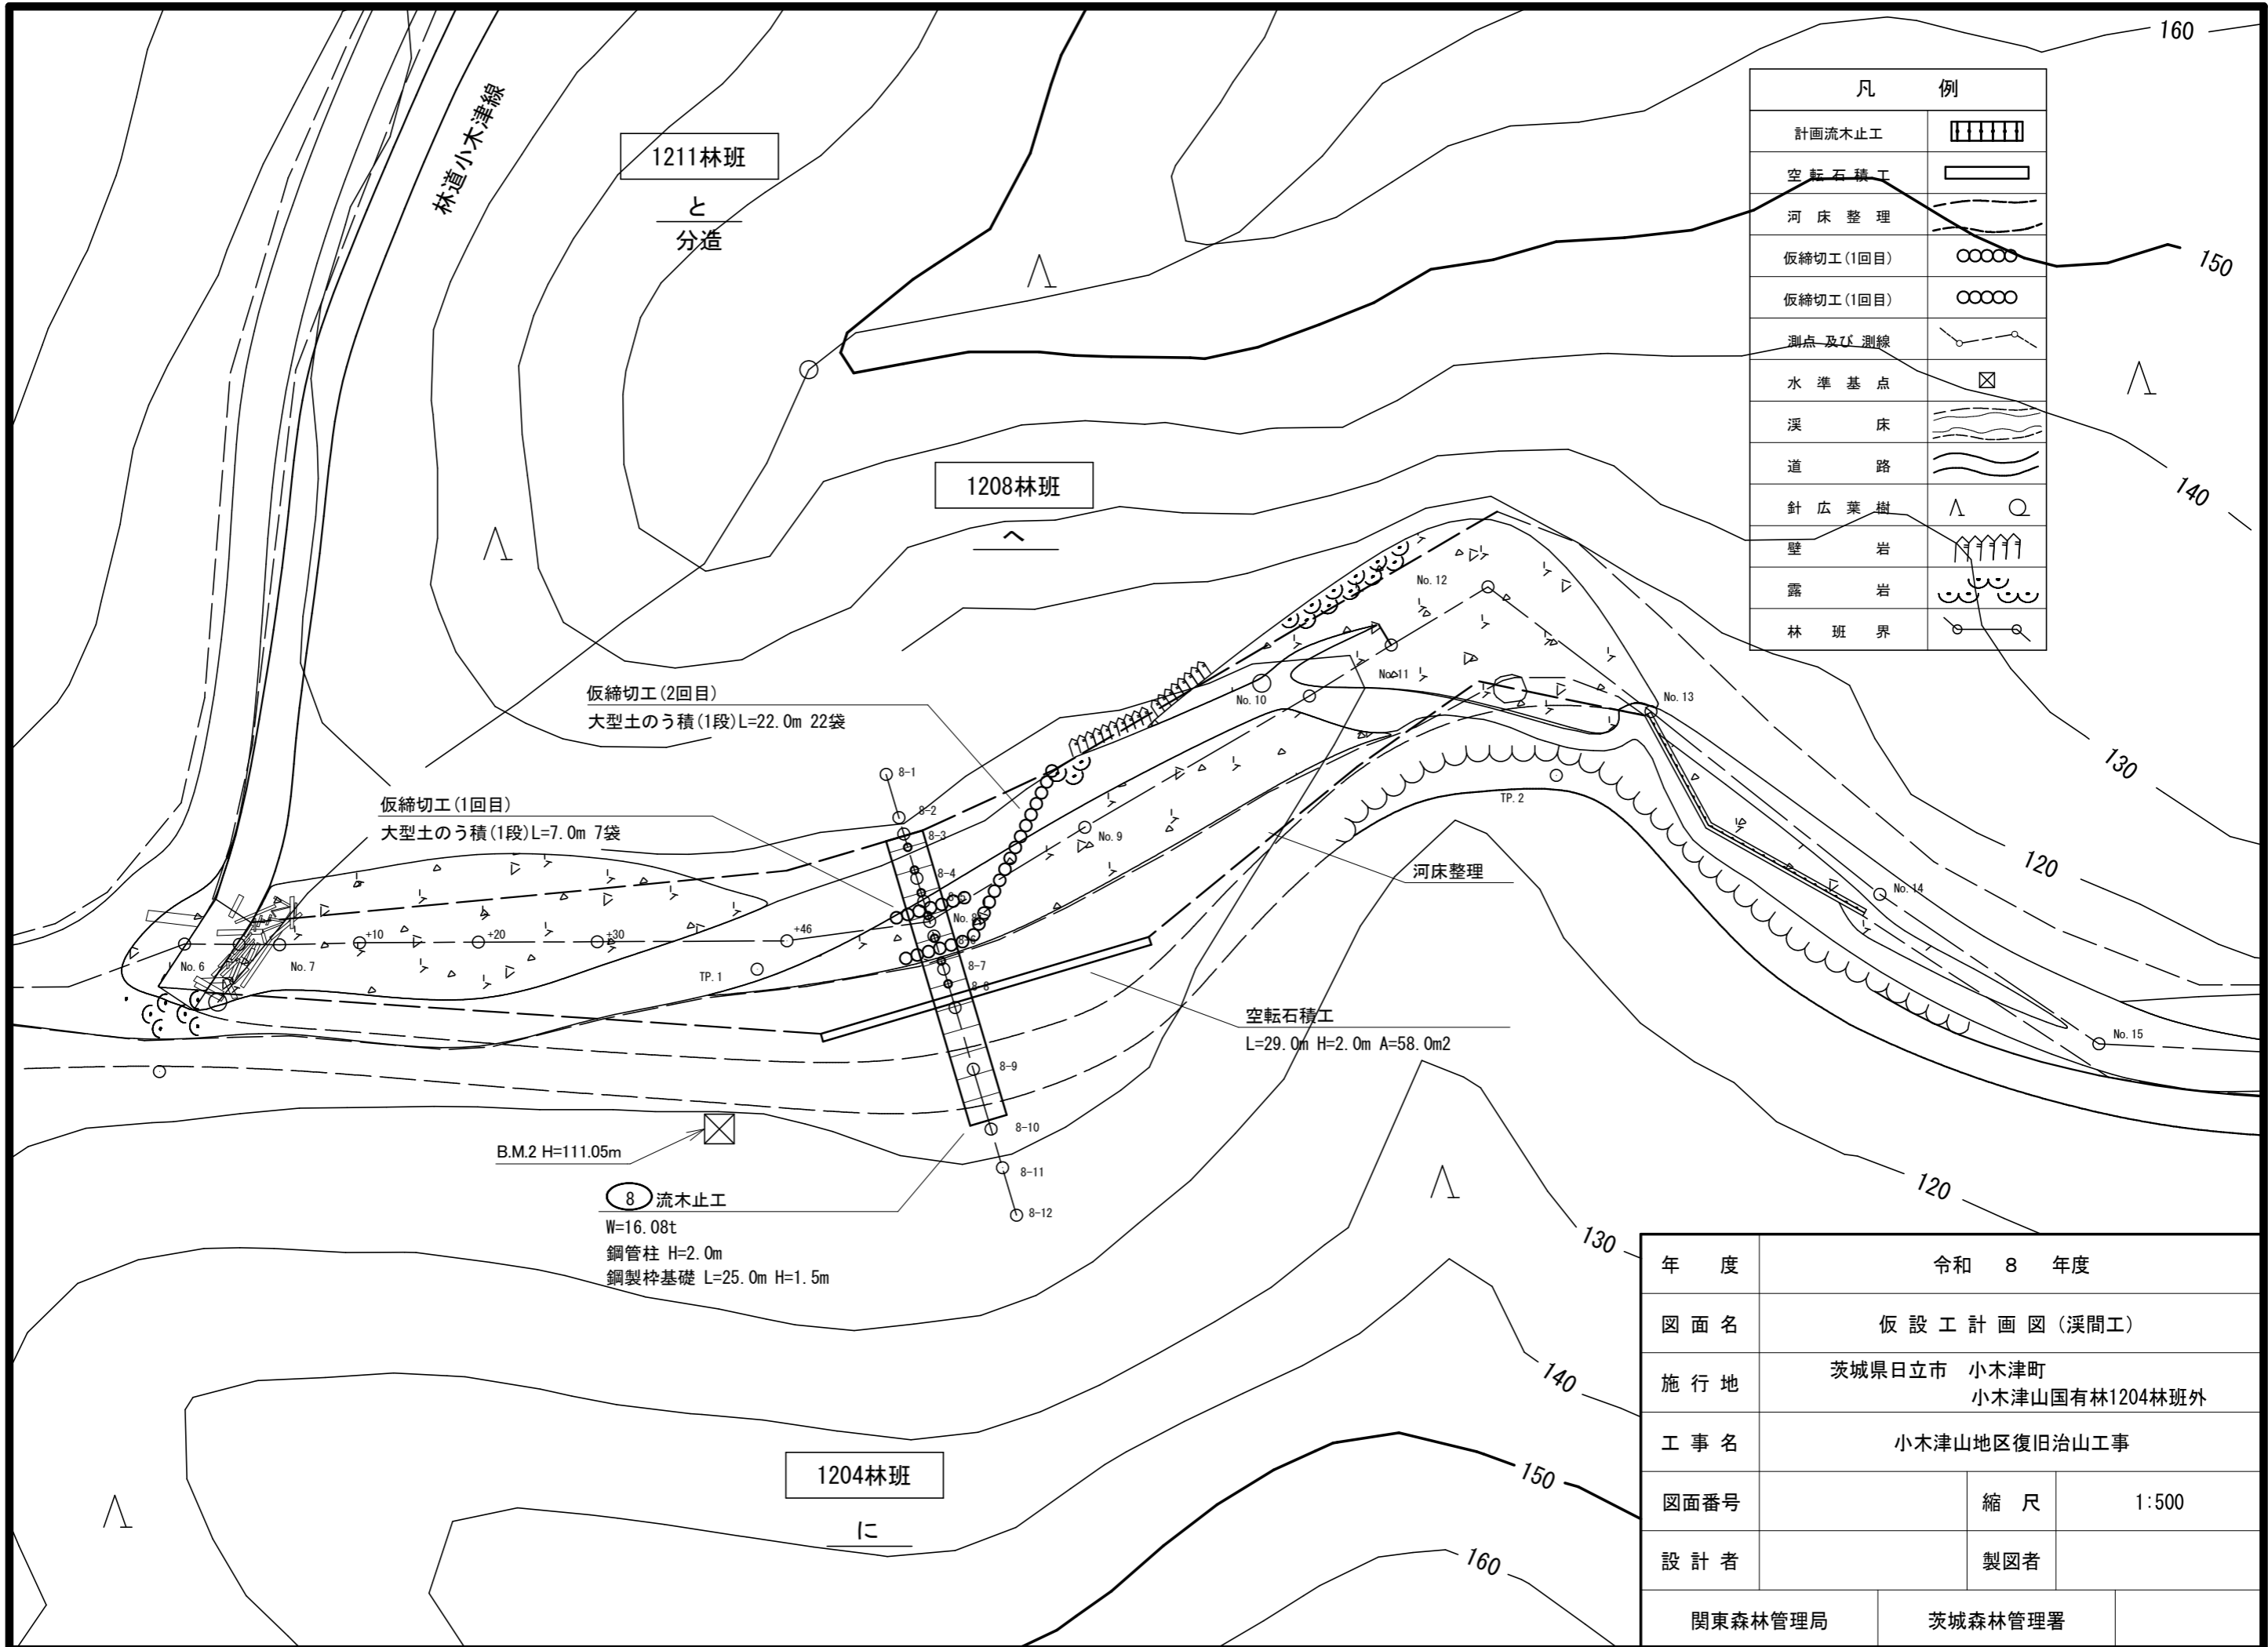 160
林道小木津線
1211林班
と
分造
1208林班
へ
凡 例
計画流木止工
空転石積工
河床整理
仮締切工(1回目)
仮締切工(1回目)
測点 及び 測線
水準基点
渓床
道路
針広葉樹
壁岩
露岩
林班界
150
140
130
120
仮締切工(2回目)
大型土のう積(1段)L=22.0m 22袋
仮締切工(1回目)
大型土のう積(1段)L=7.0m 7袋
No.12
No.11
No.10
No.13
No.9
No.14
No.15
TP.2
河床整理
8-1
8-2
8-3
8-4
No.8
8-6
8-7
8-8
8-9
8-10
8-11
8-12
No.6
No.7
+10
+20
+30
+46
TP.1
空転石積工
L=29.0m H=2.0m A=58.0m2
B.M.2 H=111.05m
8 流木止工
W=16.08t
鋼管柱 H=2.0m
鋼製枠基礎 L=25.0m H=1.5m
120
130
140
150
160
1204林班
に
年度 令和 8 年度
図面名 仮設工計画図(渓間工)
施行地 茨城県日立市 小木津町
小木津山国有林1204林班外
工事名 小木津山地区復旧治山工事
図面番号 縮尺 1:500
設計者 製図者
関東森林管理局 茨城森林管理署